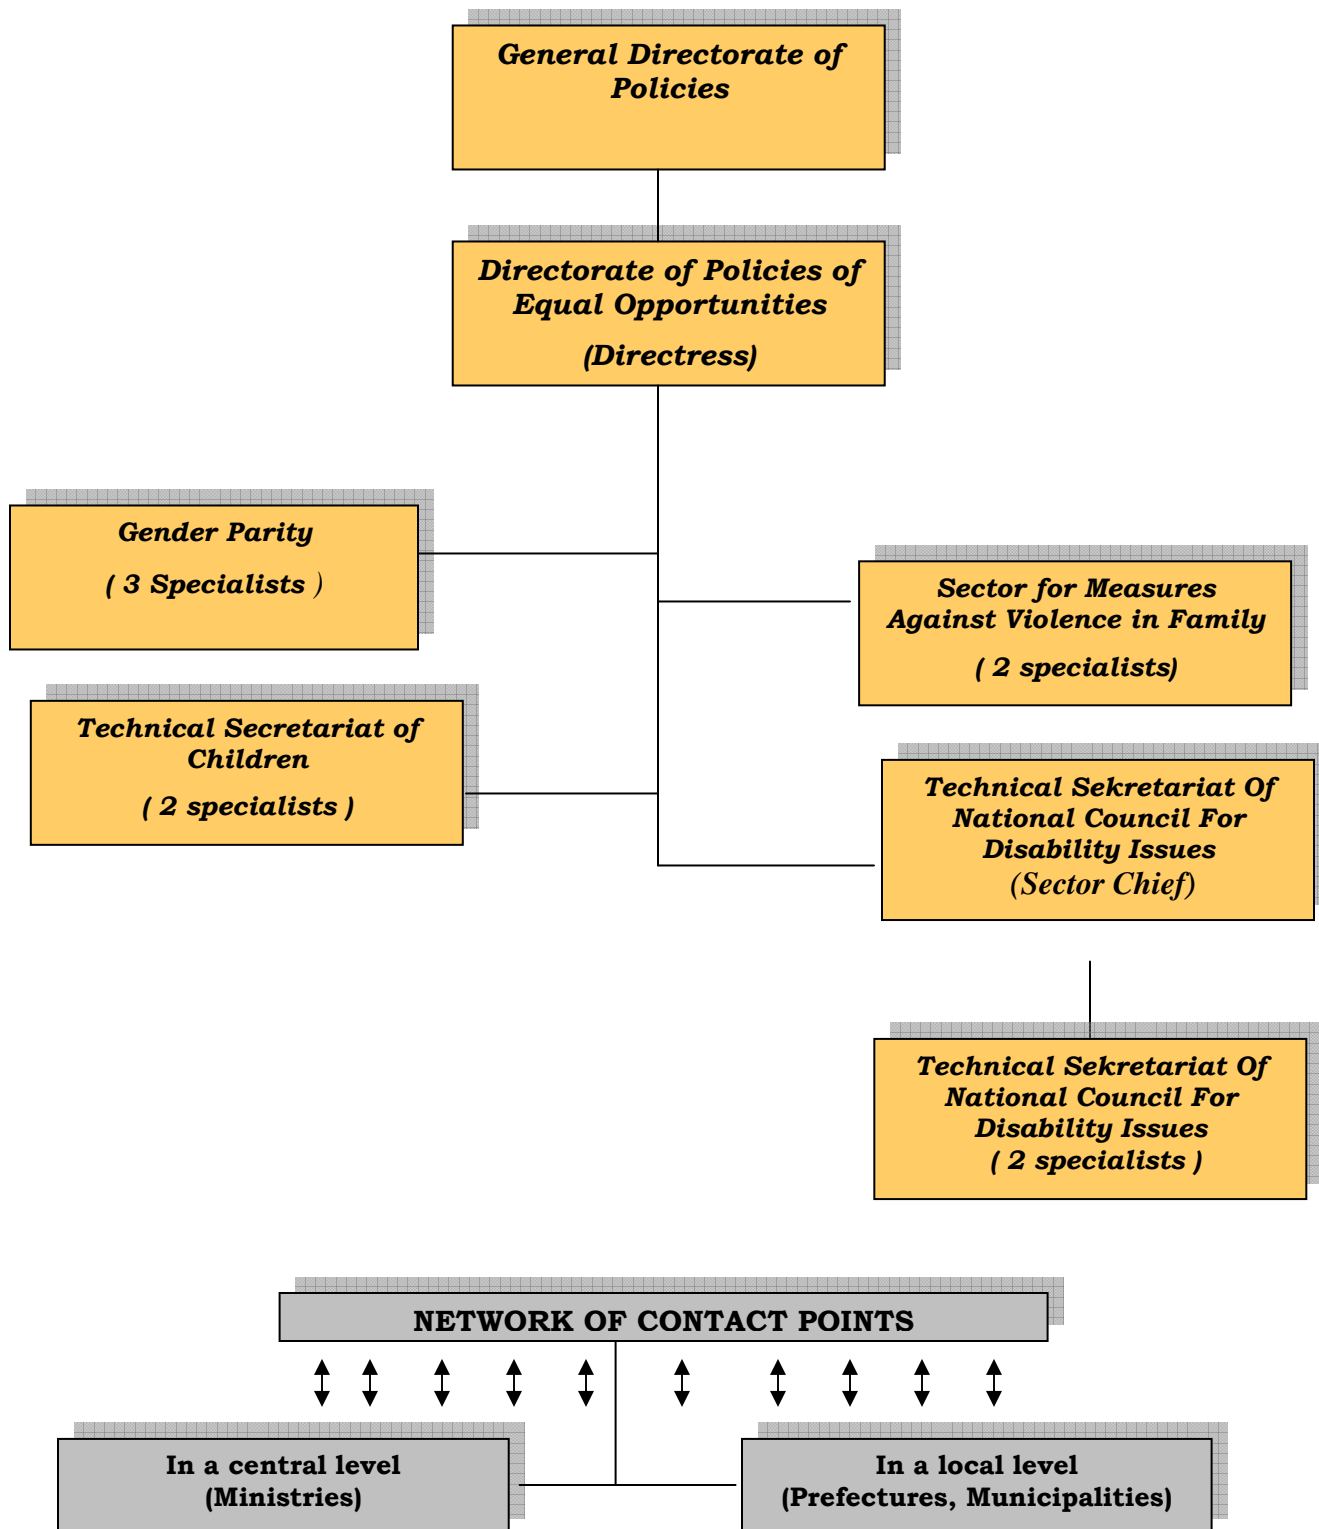 General Directorate of
Policies
Directorate of Policies of
Equal Opportunities
(Directress)
Gender Parity
( 3 Specialists )
Sector for Measures
Against Violence in Family
( 2 specialists)
Technical Secretariat of
Children
( 2 specialists )
Technical Sekretariat Of
National Council For
Disability Issues
(Sector Chief)
Technical Sekretariat Of
National Council For
Disability Issues
( 2 specialists )
NETWORK OF CONTACT POINTS
In a central level
(Ministries)
In a local level
(Prefectures, Municipalities)